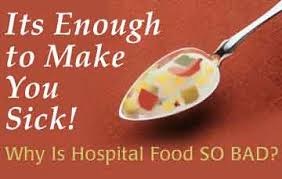 Its Enough
to Make
You
Sick!
Why Is Hospital Food SO BAD?